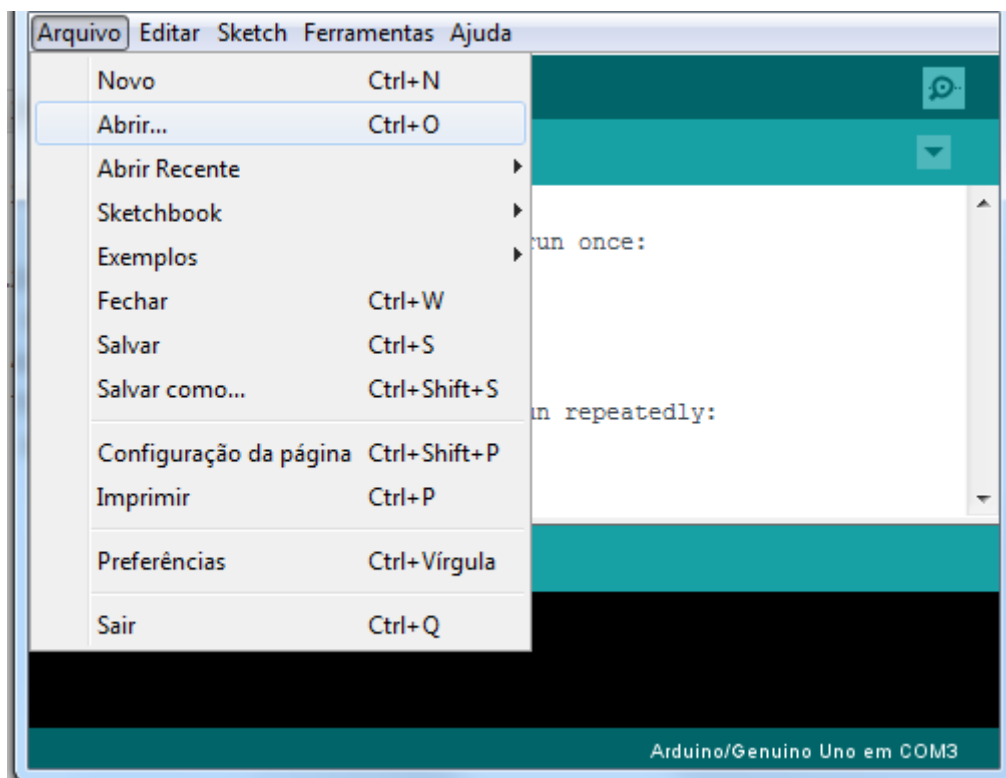 Arquivo Editar Sketch Ferramentas Ajuda
Novo Ctrl+N
Abrir... Ctrl+O
Abrir Recente
Sketchbook
Exemplos
run once:
Fechar Ctrl+W
Salvar Ctrl+S
Salvar como... Ctrl+Shift+S
repeatedly:
Configuração da página Ctrl+Shift+P
Imprimir Ctrl+P
Preferências Ctrl+Vírgula
Sair Ctrl+Q
Arduino/Genuino Uno em COM3